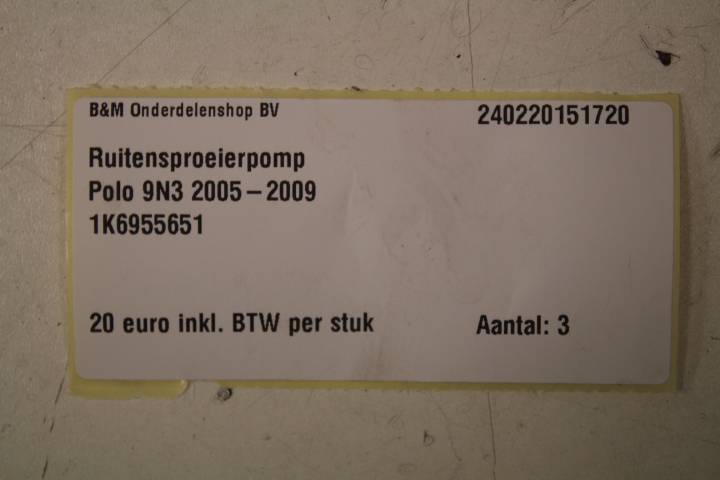 B&M Onderdelenshop BV
240220151720
Ruitensproeierpomp
Polo 9N3 2005 – 2009
1K6955651
20 euro inkl. BTW per stuk
Aantal: 3